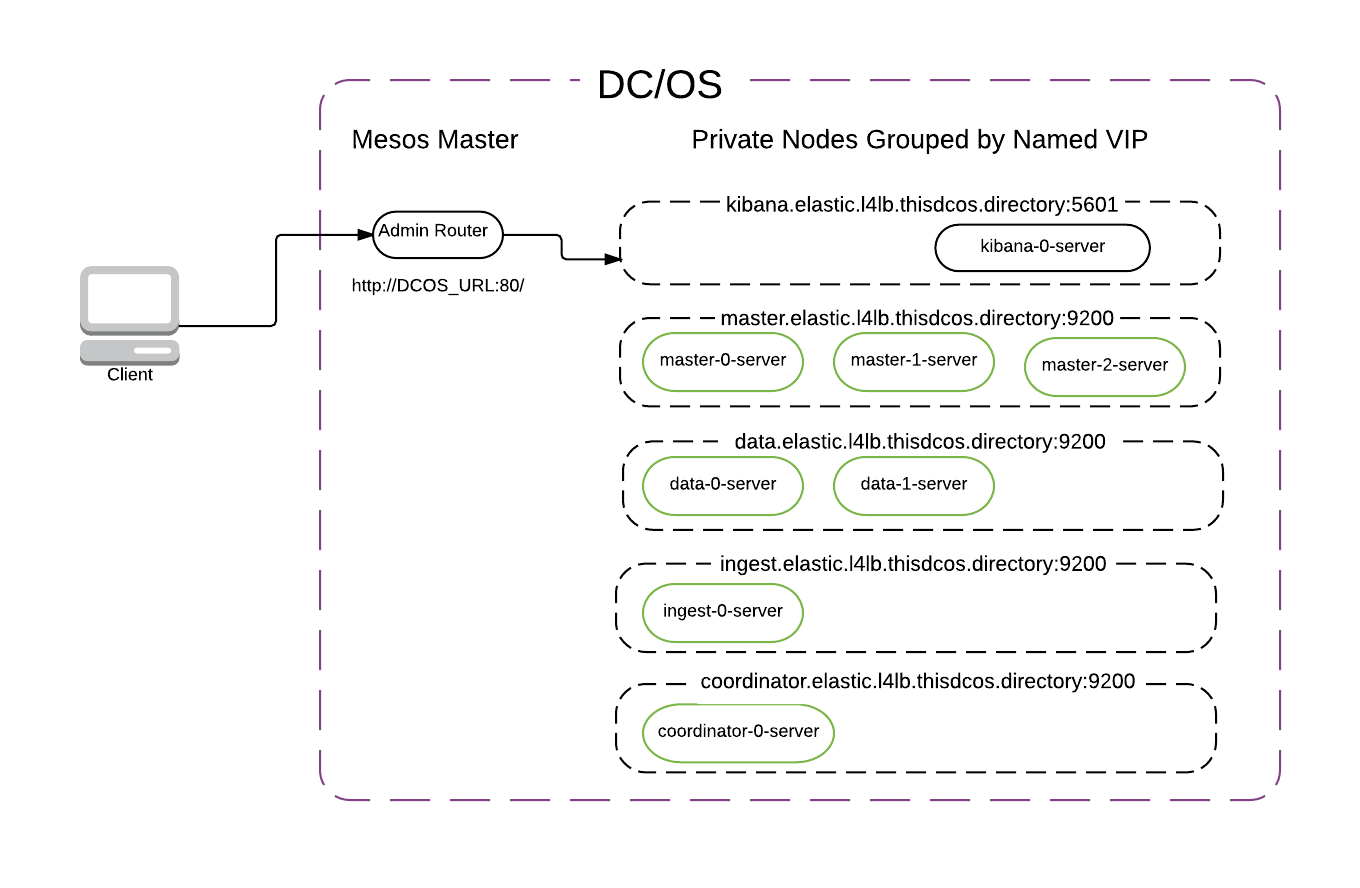 DC/OS
Mesos Master
Private Nodes Grouped by Named VIP
kibana.elastic.l4lb.thisdcos.directory:5601
Admin Router
kibana-0-server
http://DCOS_URL:80/
master.elastic.l4lb.thisdcos.directory:9200
master-0-server
master-1-server
master-2-server
Client
data.elastic.l4lb.thisdcos.directory:9200
data-0-server
data-1-server
ingest.elastic.l4lb.thisdcos.directory:9200
ingest-0-server
coordinator.elastic.l4lb.thisdcos.directory:9200
coordinator-0-server